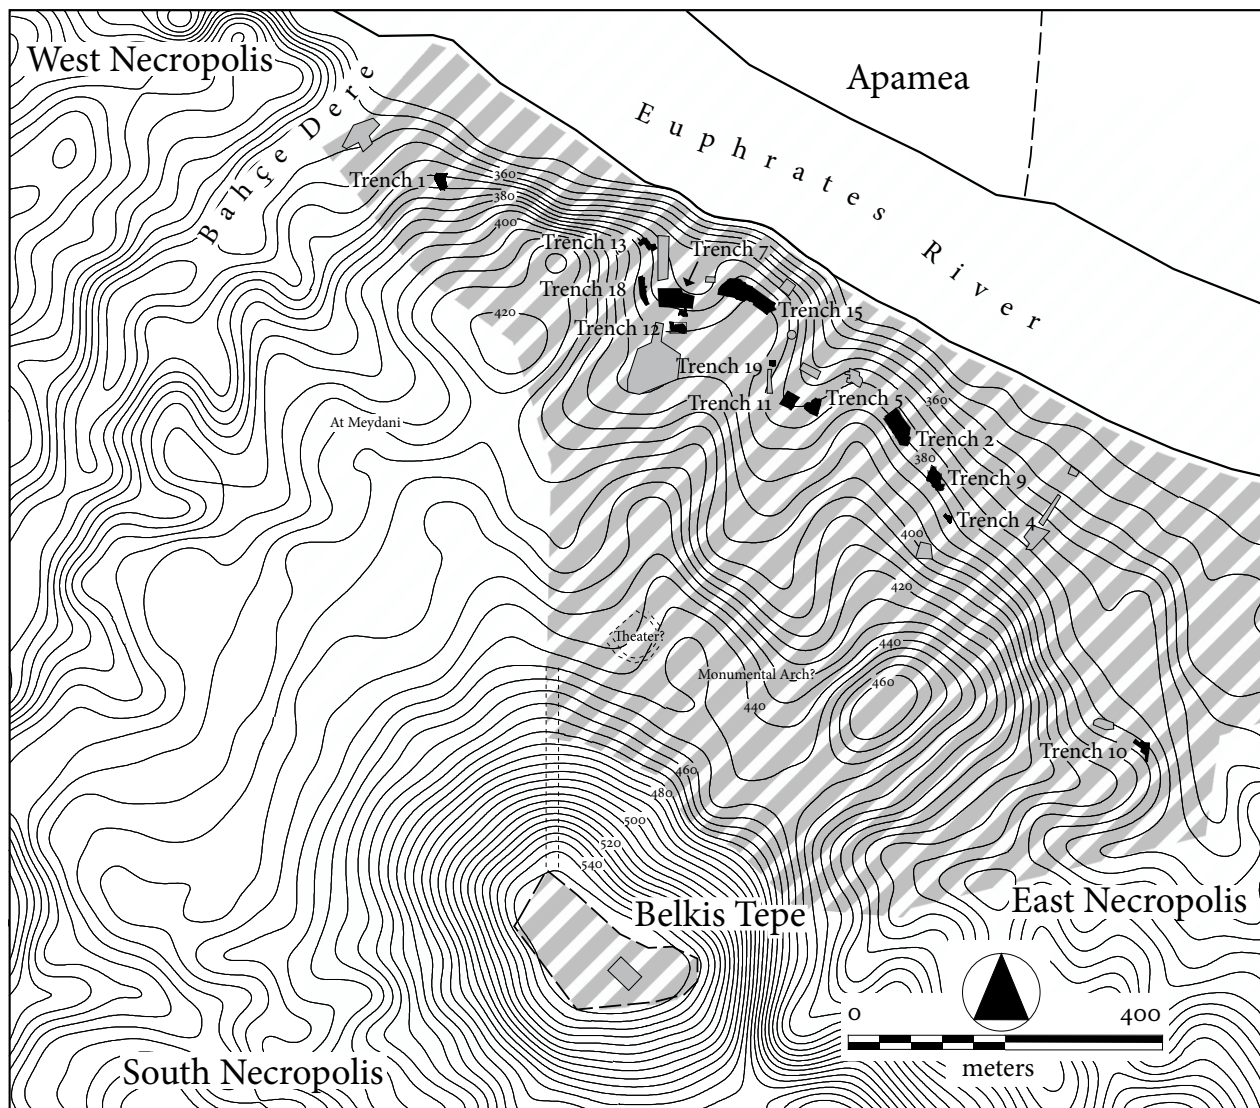 West Necropolis
Apamea
Euphrates River
Bahçe Dere
Trench 1
360
380
400
Trench 13
Trench 7
Trench 18
420
Trench 15
Trench 12
Trench 19
Trench 11
Trench 5
360
At Meydani
Trench 2
380
Trench 9
Trench 4
400
420
Theater?
440
Monumental Arch?
460
440
Trench 10
460
480
500
520
540
Belkis Tepe
East Necropolis
0
400
meters
South Necropolis